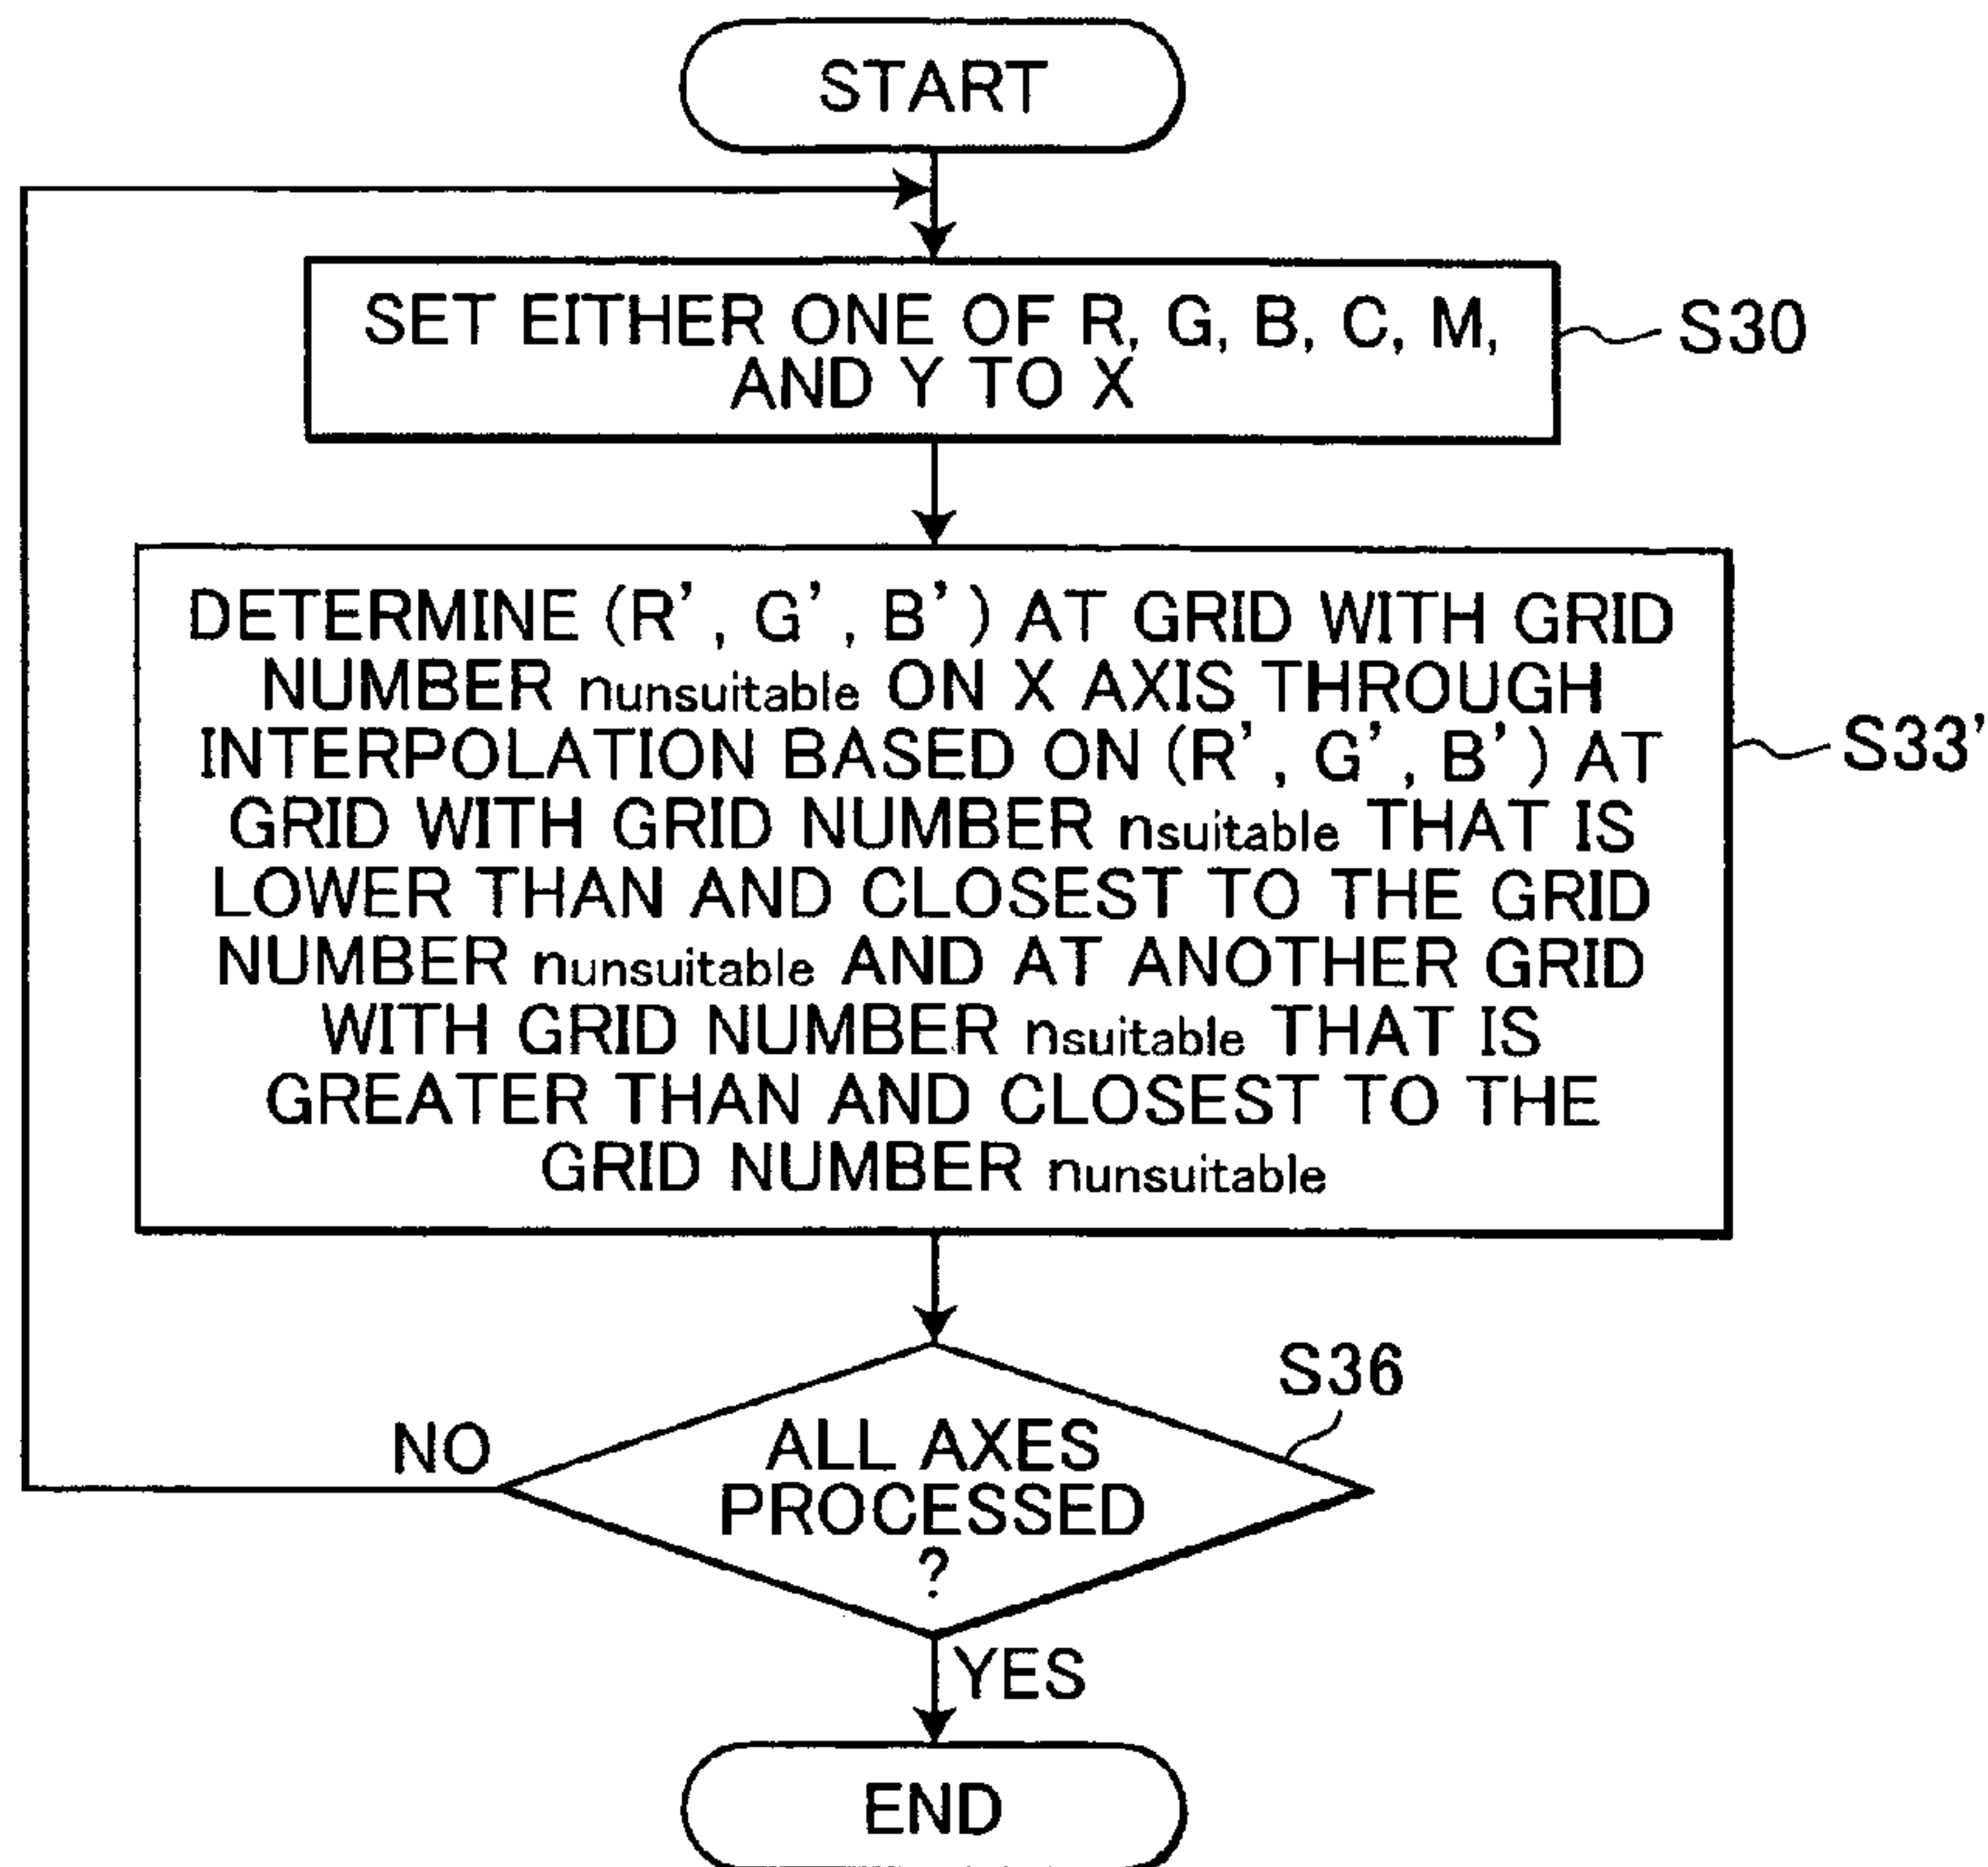 START
SET EITHER ONE OF R, G, B, C, M,
AND Y TO X
S30
DETERMINE (R', G', B') AT GRID WITH GRID
NUMBER nunsuitable ON X AXIS THROUGH
INTERPOLATION BASED ON (R', G', B') AT
GRID WITH GRID NUMBER nsuitable THAT IS
LOWER THAN AND CLOSEST TO THE GRID
NUMBER nunsuitable AND AT ANOTHER GRID
WITH GRID NUMBER nsuitable THAT IS
GREATER THAN AND CLOSEST TO THE
GRID NUMBER nunsuitable
S33'
S36
ALL AXES
PROCESSED
?
NO
YES
END